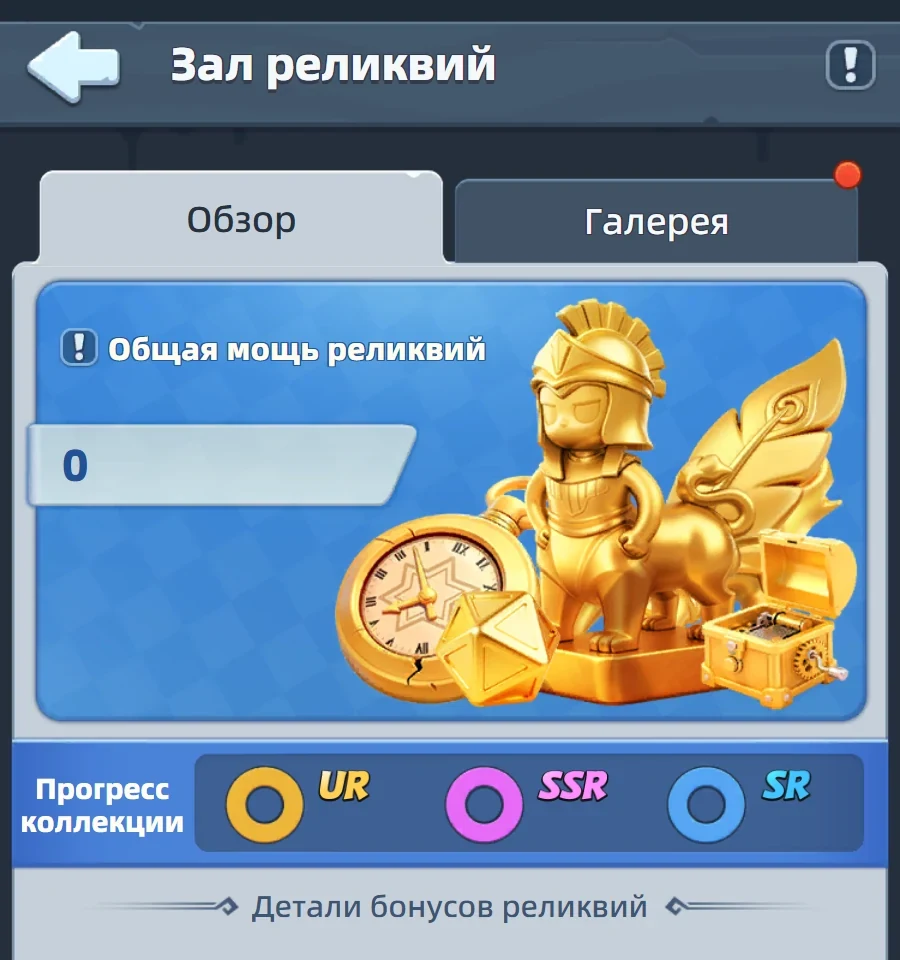 Зал реликвий
Обзор
Галерея
Общая мощь реликвий
0
Прогресс
коллекции
UR
SSR
SR
Детали бонусов реликвий